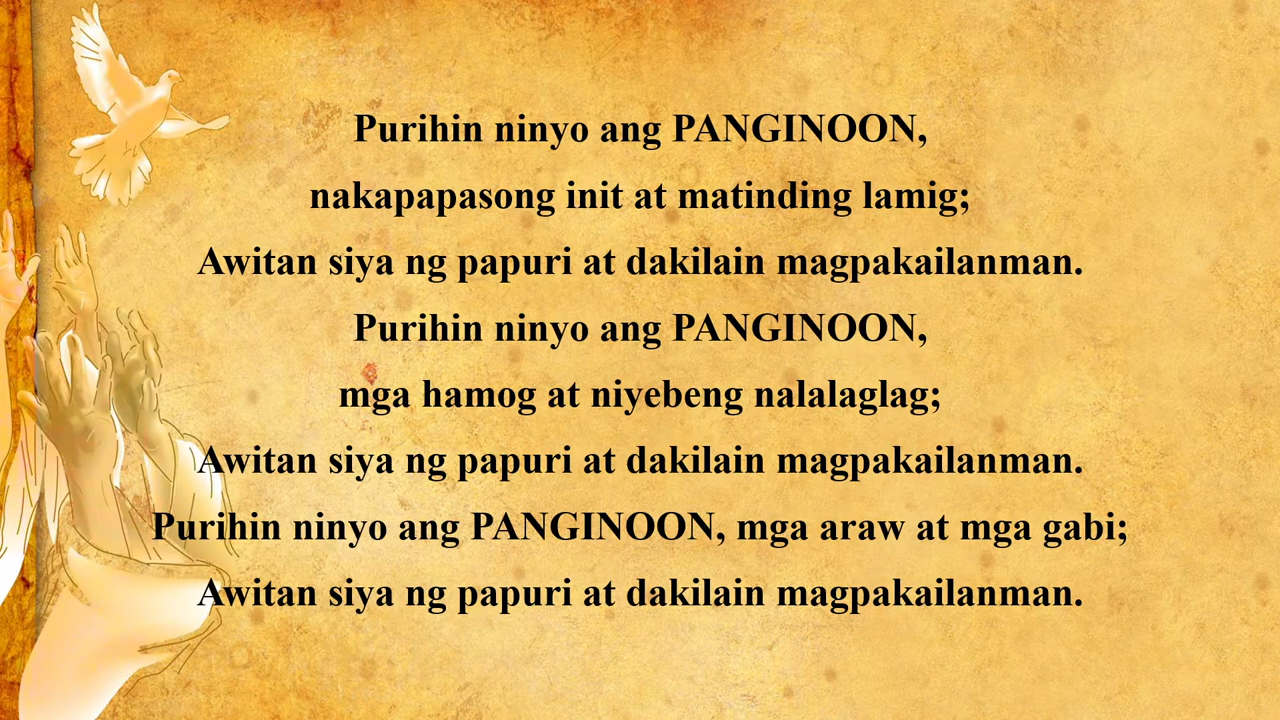 Purihin ninyo ang PANGINOON,
nakapapasong init at matinding lamig;
Awitan siya ng papuri at dakilain magpakailanman.
Purihin ninyo ang PANGINOON,
mga hamog at niyebeng nalalaglag;
Awitan siya ng papuri at dakilain magpakailanman.
Purihin ninyo ang PANGINOON, mga araw at mga gabi;
Awitan siya ng papuri at dakilain magpakailanman.